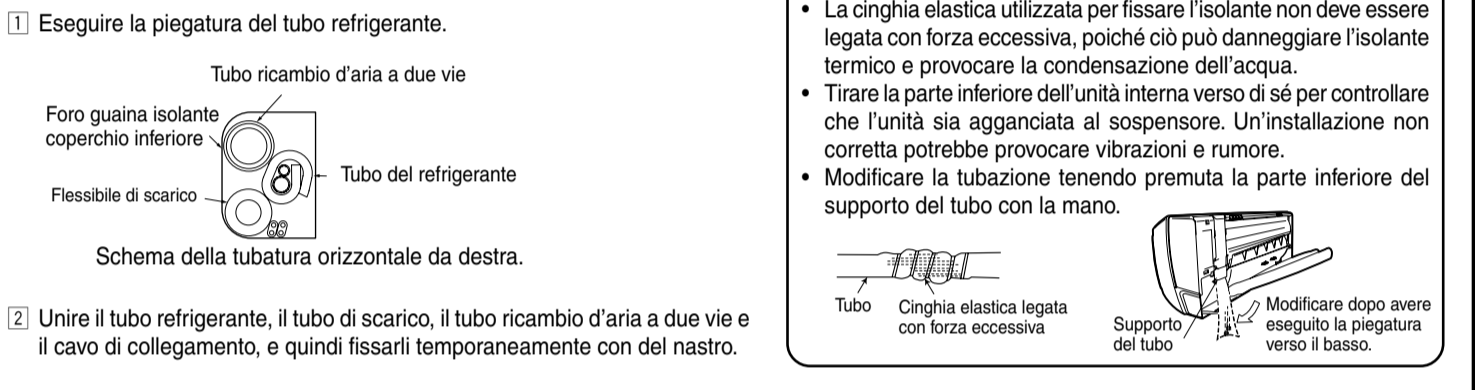 1 Eseguire la piegatura del tubo refrigerante.
Tubo ricambio d'aria a due vie
Foro guaina isolante
coperchio inferiore
Tubo del refrigerante
Flessibile di scarico
Schema della tubatura orizzontale da destra.
2 Unire il tubo refrigerante, il tubo di scarico, il tubo ricambio d'aria a due vie e
il cavo di collegamento, e quindi fissarli temporaneamente con del nastro.
• La cinghia elastica utilizzata per fissare l'isolante non deve essere
legata con forza eccessiva, poiché ciò può danneggiare l'isolante
termico e provocare la condensazione dell'acqua.
• Tirare la parte inferiore dell'unità interna verso di sé per controllare
che l'unità sia agganciata al sospensore. Un'installazione non
corretta potrebbe provocare vibrazioni e rumore.
• Modificare la tubazione tenendo premuta la parte inferiore del
supporto del tubo con la mano.
Tubo
Cinghia elastica legata
con forza eccessiva
Supporto
del tubo
Modificare dopo avere
eseguito la piegatura
verso il basso.